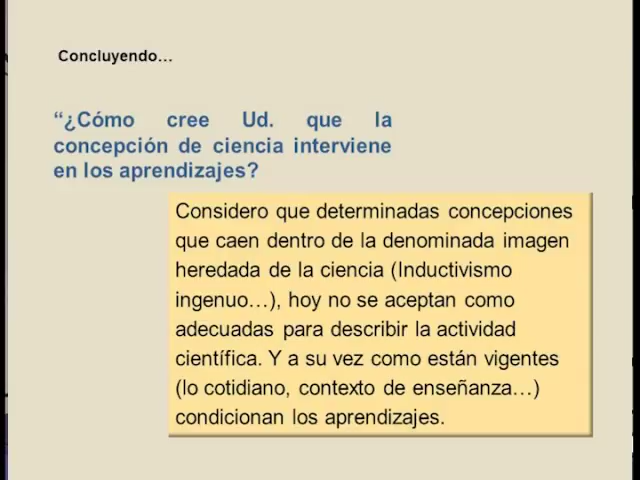 Concluyendo…
“¿Cómo cree Ud. que la
concepción de ciencia interviene
en los aprendizajes?
Considero que determinadas concepciones
que caen dentro de la denominada imagen
heredada de la ciencia (Inductivismo
ingenuo…), hoy no se aceptan como
adecuadas para describir la actividad
científica. Y a su vez como están vigentes
(lo cotidiano, contexto de enseñanza…)
condicionan los aprendizajes.